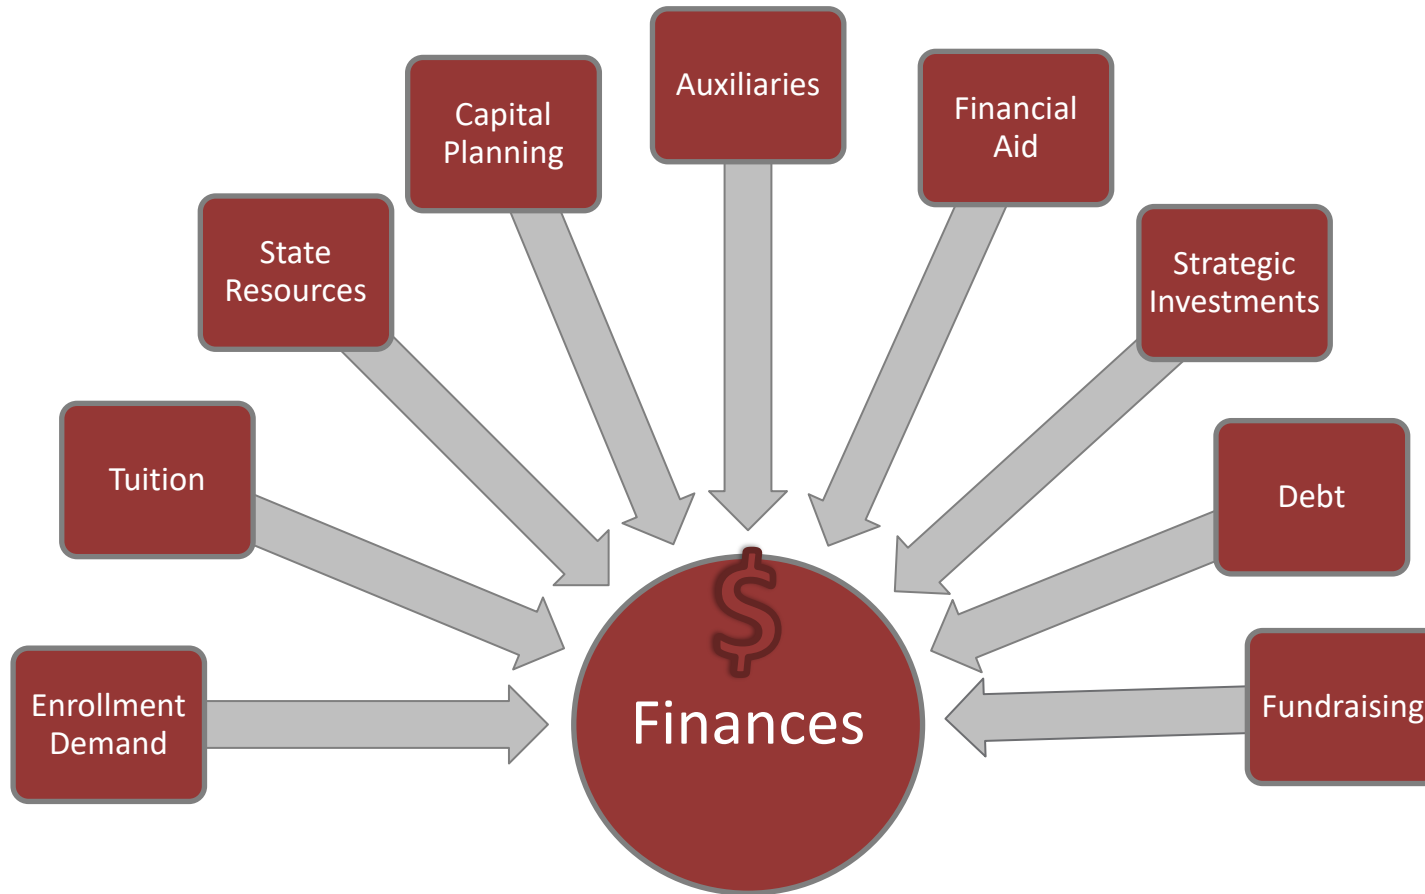 Auxiliaries
Capital
Planning
Financial
Aid
State
Resources
Strategic
Investments
Tuition
Debt
Enrollment
Demand
$
Finances
Fundraising